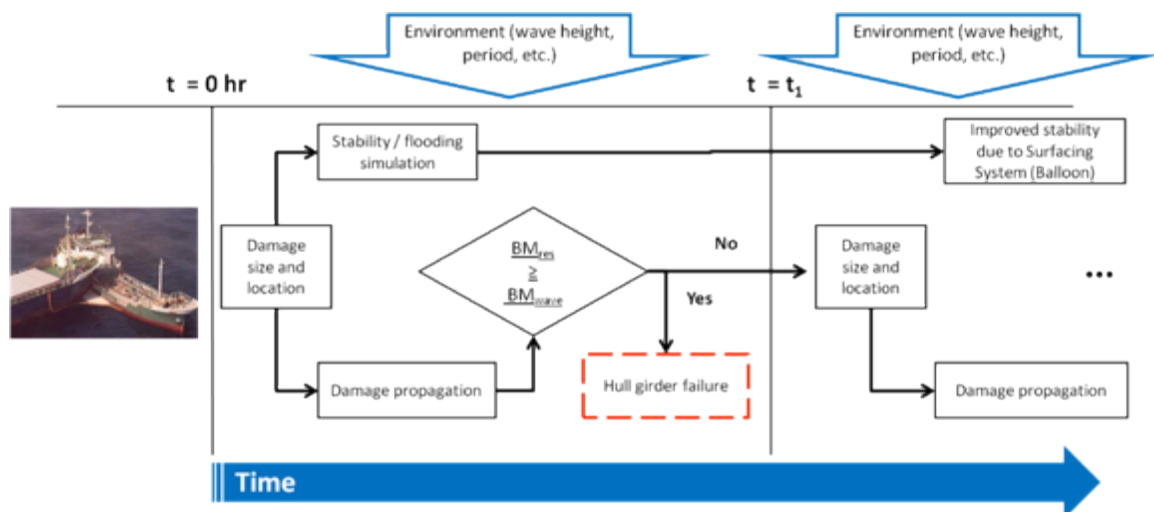 Environment (wave height,
period, etc.)
Environment (wave height,
period, etc.)
t = 0 hr
t = t₁
Stability / flooding
simulation
Improved stability
due to Surfacing
System (Balloon)
Damage
size and
location
BM_res
≧
BM_wave
No
Yes
Damage
size and
location
...
Damage propagation
Hull girder failure
Damage propagation
Time